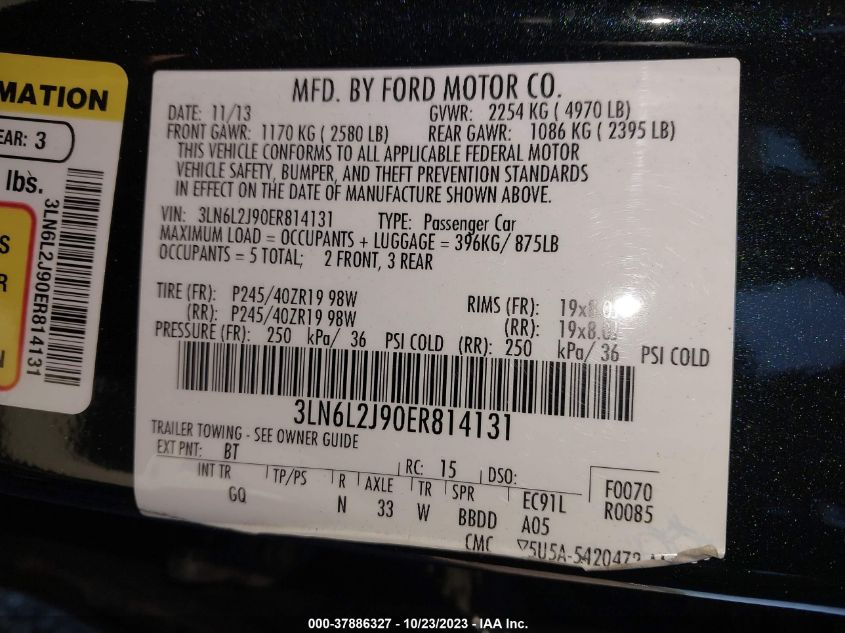 MATION
EAR: 3
lbs.
3LN6L2J90ER814131
S
R
N
MFD. BY FORD MOTOR CO.
DATE: 11/13 GVWR: 2254 KG ( 4970 LB)
FRONT GAWR: 1170 KG ( 2580 LB) REAR GAWR: 1086 KG ( 2395 LB)
THIS VEHICLE CONFORMS TO ALL APPLICABLE FEDERAL MOTOR
VEHICLE SAFETY, BUMPER, AND THEFT PREVENTION STANDARDS
IN EFFECT ON THE DATE OF MANUFACTURE SHOWN ABOVE.
VIN: 3LN6L2J90ER814131 TYPE: Passenger Car
MAXIMUM LOAD = OCCUPANTS + LUGGAGE = 396KG/ 875LB
OCCUPANTS = 5 TOTAL; 2 FRONT, 3 REAR
TIRE (FR): P245/40ZR19 98W RIMS (FR):
(RR): P245/40ZR19 98W (RR):
PRESSURE (FR): 250 kPa/ 36 PSI COLD (RR): 250 kPa/ 36 PSI COLD
3LN6L2J90ER814131
TRAILER TOWING - SEE OWNER GUIDE
EXT PNT: BT RC: 15 DSO:
INT TR TP/PS R AXLE TR SPR EC91L F0070
GQ N 33 W BBDD A05 R0085
CMC
000-37886327 - 10/23/2023 - IAA Inc.